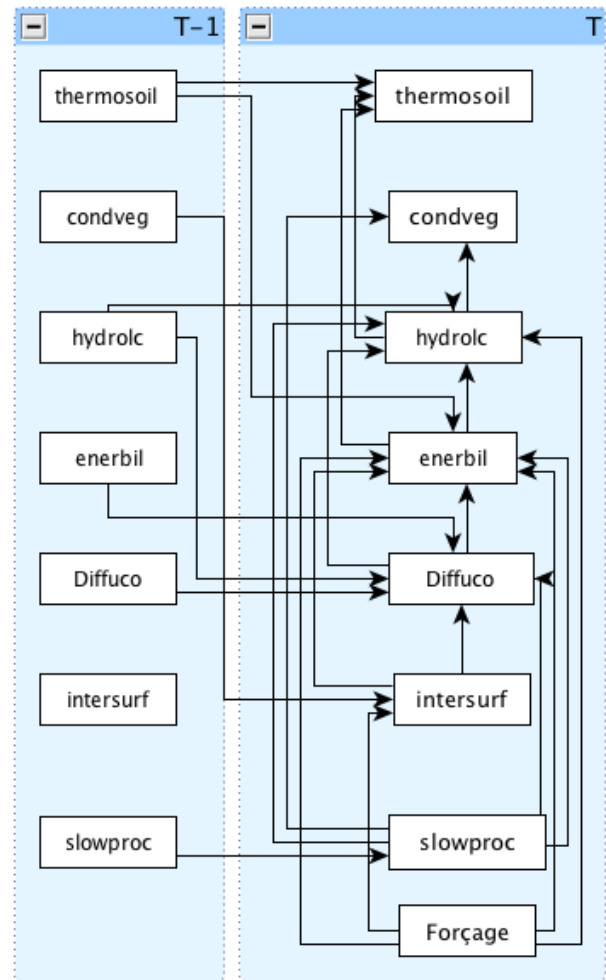 T-1
T
thermosoil
thermosoil
condveg
condveg
hydrolc
hydrolc
enerbil
enerbil
Diffuco
Diffuco
intersurf
intersurf
slowproc
slowproc
Forçage